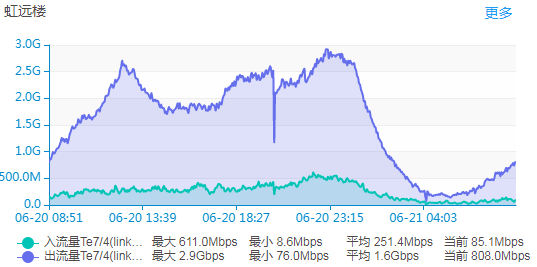 虹远楼 更多
3.0G
2.5G
2.0G
1.5G
1.0G
500.0M
0.0
06-20 08:51 06-20 13:39 06-20 18:27 06-20 23:15 06-21 04:03
入流量Te7/4(link... 最大 611.0Mbps 最小 8.6Mbps 平均 251.4Mbps 当前 85.1Mbps
出流量Te7/4(link... 最大 2.9Gbps 最小 76.0Mbps 平均 1.6Gbps 当前 808.0Mbps